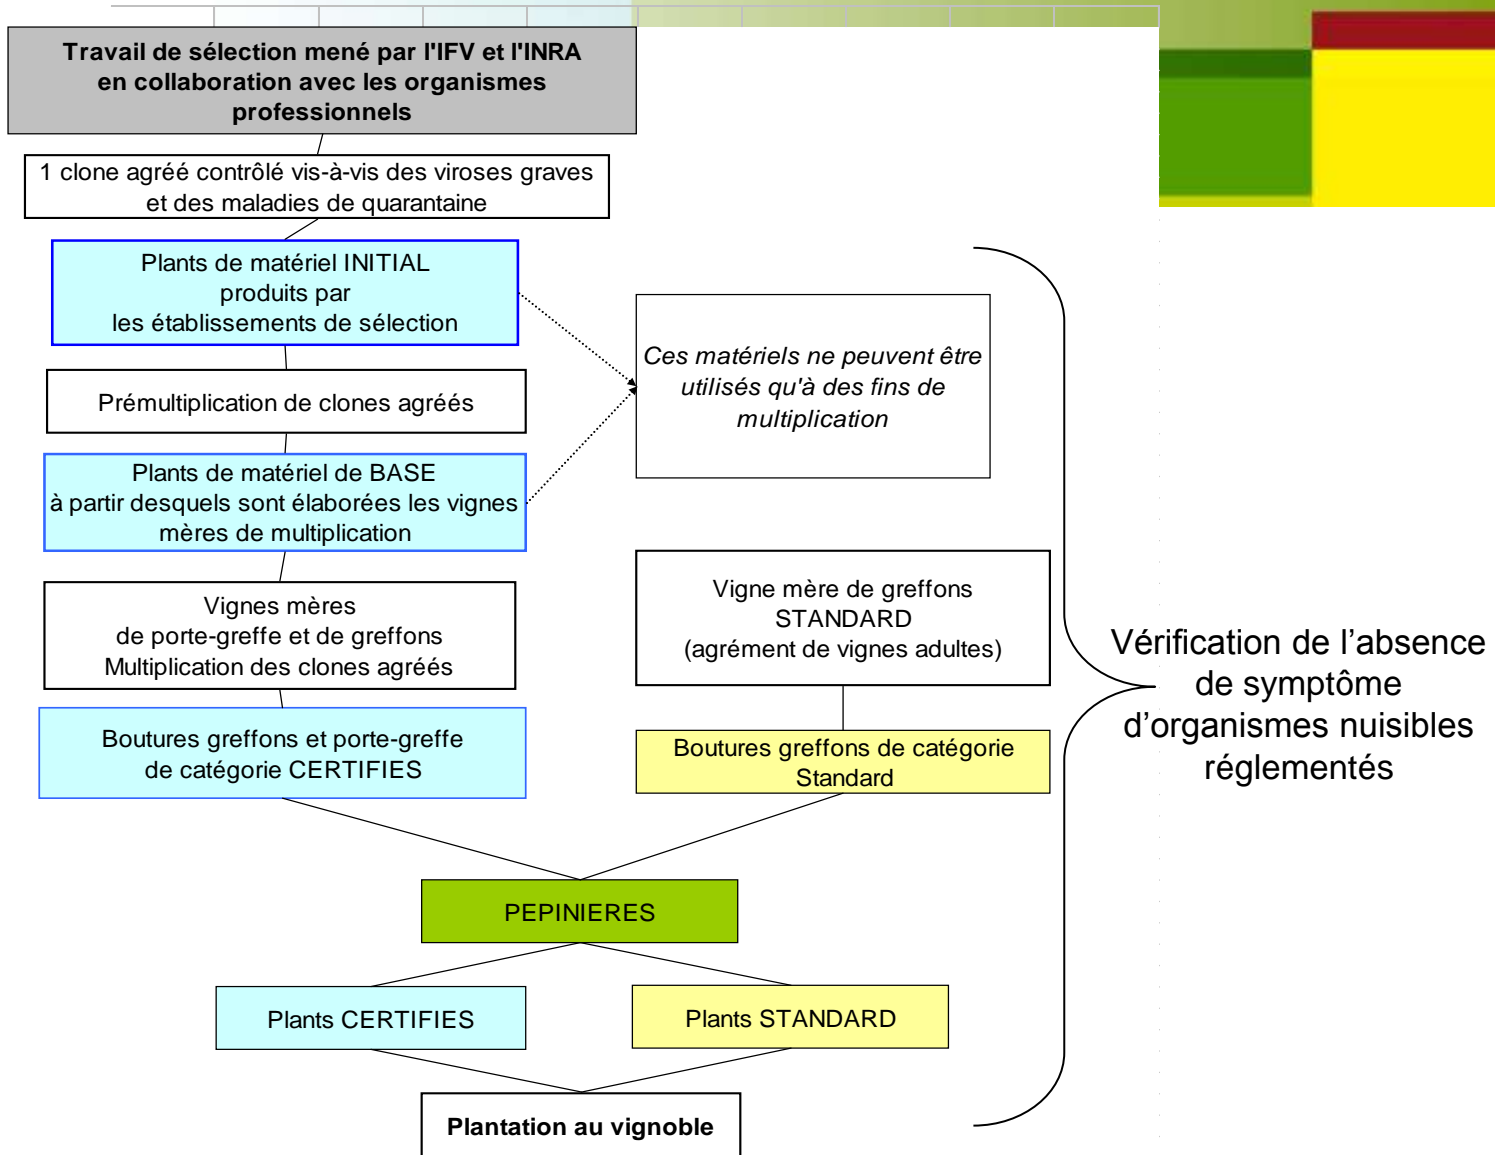 Travail de sélection mené par l'IFV et l'INRA
en collaboration avec les organismes
professionnels
1 clone agréé contrôlé vis-à-vis des viroses graves
et des maladies de quarantaine
Plants de matériel INITIAL
produits par
les établissements de sélection
Ces matériels ne peuvent être
utilisés qu'à des fins de
multiplication
Prémultiplication de clones agréés
Plants de matériel de BASE
à partir desquels sont élaborées les vignes
mères de multiplication
Vignes mères
de porte-greffe et de greffons
Multiplication des clones agréés
Vigne mère de greffons
STANDARD
(agrément de vignes adultes)
Boutures greffons et porte-greffe
de catégorie CERTIFIES
Boutures greffons de catégorie
Standard
Vérification de l’absence
de symptôme
d’organismes nuisibles
réglementés
PEPINIERES
Plants CERTIFIES
Plants STANDARD
Plantation au vignoble